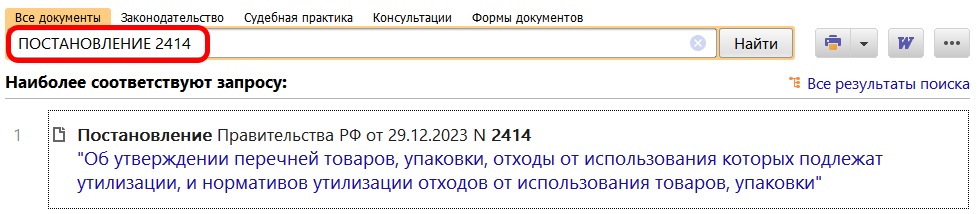 Все документы Законодательство Судебная практика Консультации Формы документов
ПОСТАНОВЛЕНИЕ 2414 Найти W
Наиболее соответствуют запросу: Все результаты поиска
1 Постановление Правительства РФ от 29.12.2023 N 2414
"Об утверждении перечней товаров, упаковки, отходы от использования которых подлежат
утилизации, и нормативов утилизации отходов от использования товаров, упаковки"